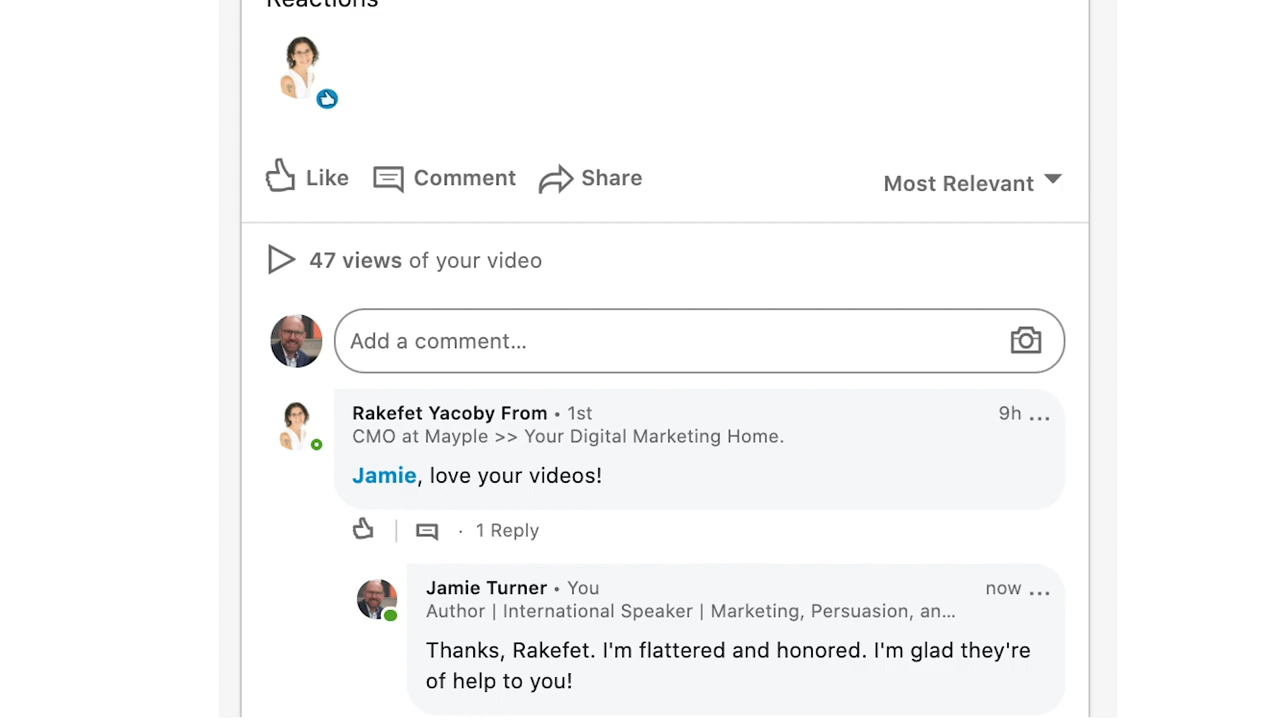 Reactions
Like Comment Share Most Relevant
47 views of your video
Add a comment...
Rakefet Yacoby From • 1st 9h ...
CMO at Mayple >> Your Digital Marketing Home.
Jamie, love your videos!
· 1 Reply
Jamie Turner • You now ...
Author | International Speaker | Marketing, Persuasion, an...
Thanks, Rakefet. I'm flattered and honored. I'm glad they're
of help to you!